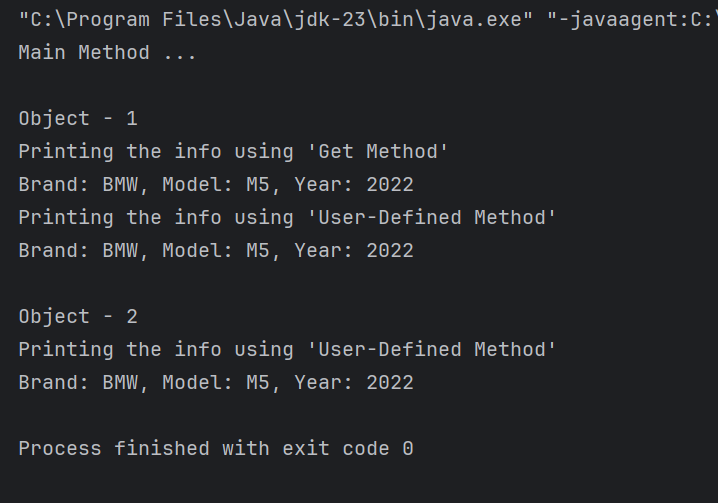 "C:\Program Files\Java\jdk-23\bin\java.exe" "-javaagent:C:\
Main Method ...
Object - 1
Printing the info using 'Get Method'
Brand: BMW, Model: M5, Year: 2022
Printing the info using 'User-Defined Method'
Brand: BMW, Model: M5, Year: 2022
Object - 2
Printing the info using 'User-Defined Method'
Brand: BMW, Model: M5, Year: 2022
Process finished with exit code 0